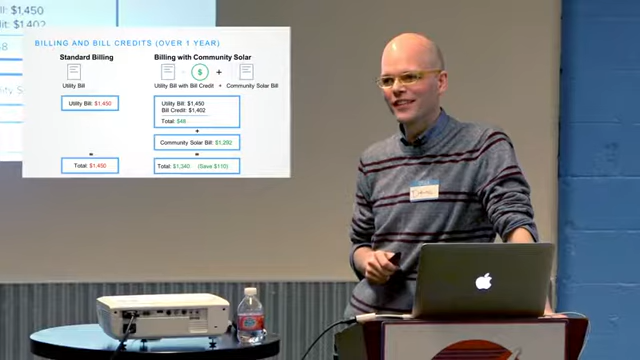 $1,450
dit: $1,402
BILLING AND BILL CREDITS (OVER 1 YEAR)
Standard Billing
Utility Bill
Utility Bill: $1,450
=
Total: $1,450
Billing with Community Solar
$
+
Utility Bill with Bill Credit + Community Solar Bill
Utility Bill: $1,450
Bill Credit: $1,402
Total: $48
+
Community Solar Bill: $1,292
=
Total: $1,340 (Save $110)